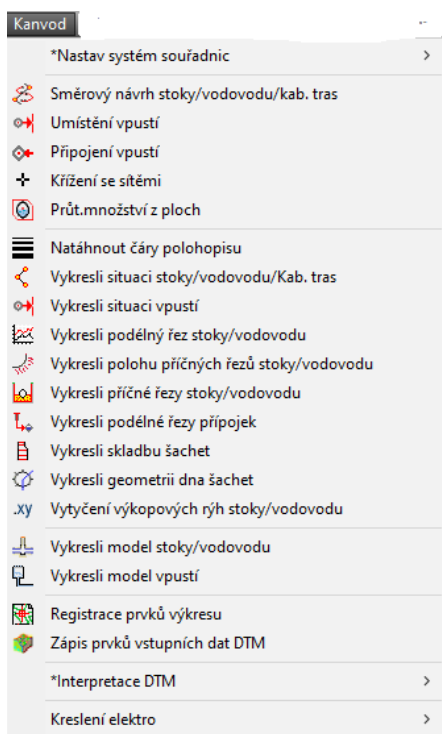 Kanvod
*Nastav systém souřadnic
Směrový návrh stoky/vodovodu/kab. tras
Umístění vpustí
Připojení vpustí
Křížení se sítěmi
Průt.množství z ploch
Natáhnout čáry polohopisu
Vykresli situaci stoky/vodovodu/Kab. tras
Vykresli situaci vpustí
Vykresli podélný řez stoky/vodovodu
Vykresli polohu příčných řezů stoky/vodovodu
Vykresli příčné řezy stoky/vodovodu
Vykresli podélné řezy přípojek
Vykresli skladbu šachet
Vykresli geometrii dna šachet
.xy Vytyčení výkopových rýh stoky/vodovodu
Vykresli model stoky/vodovodu
Vykresli model vpustí
Registrace prvků výkresu
Zápis prvků vstupních dat DTM
*Interpretace DTM
Kreslení elektro